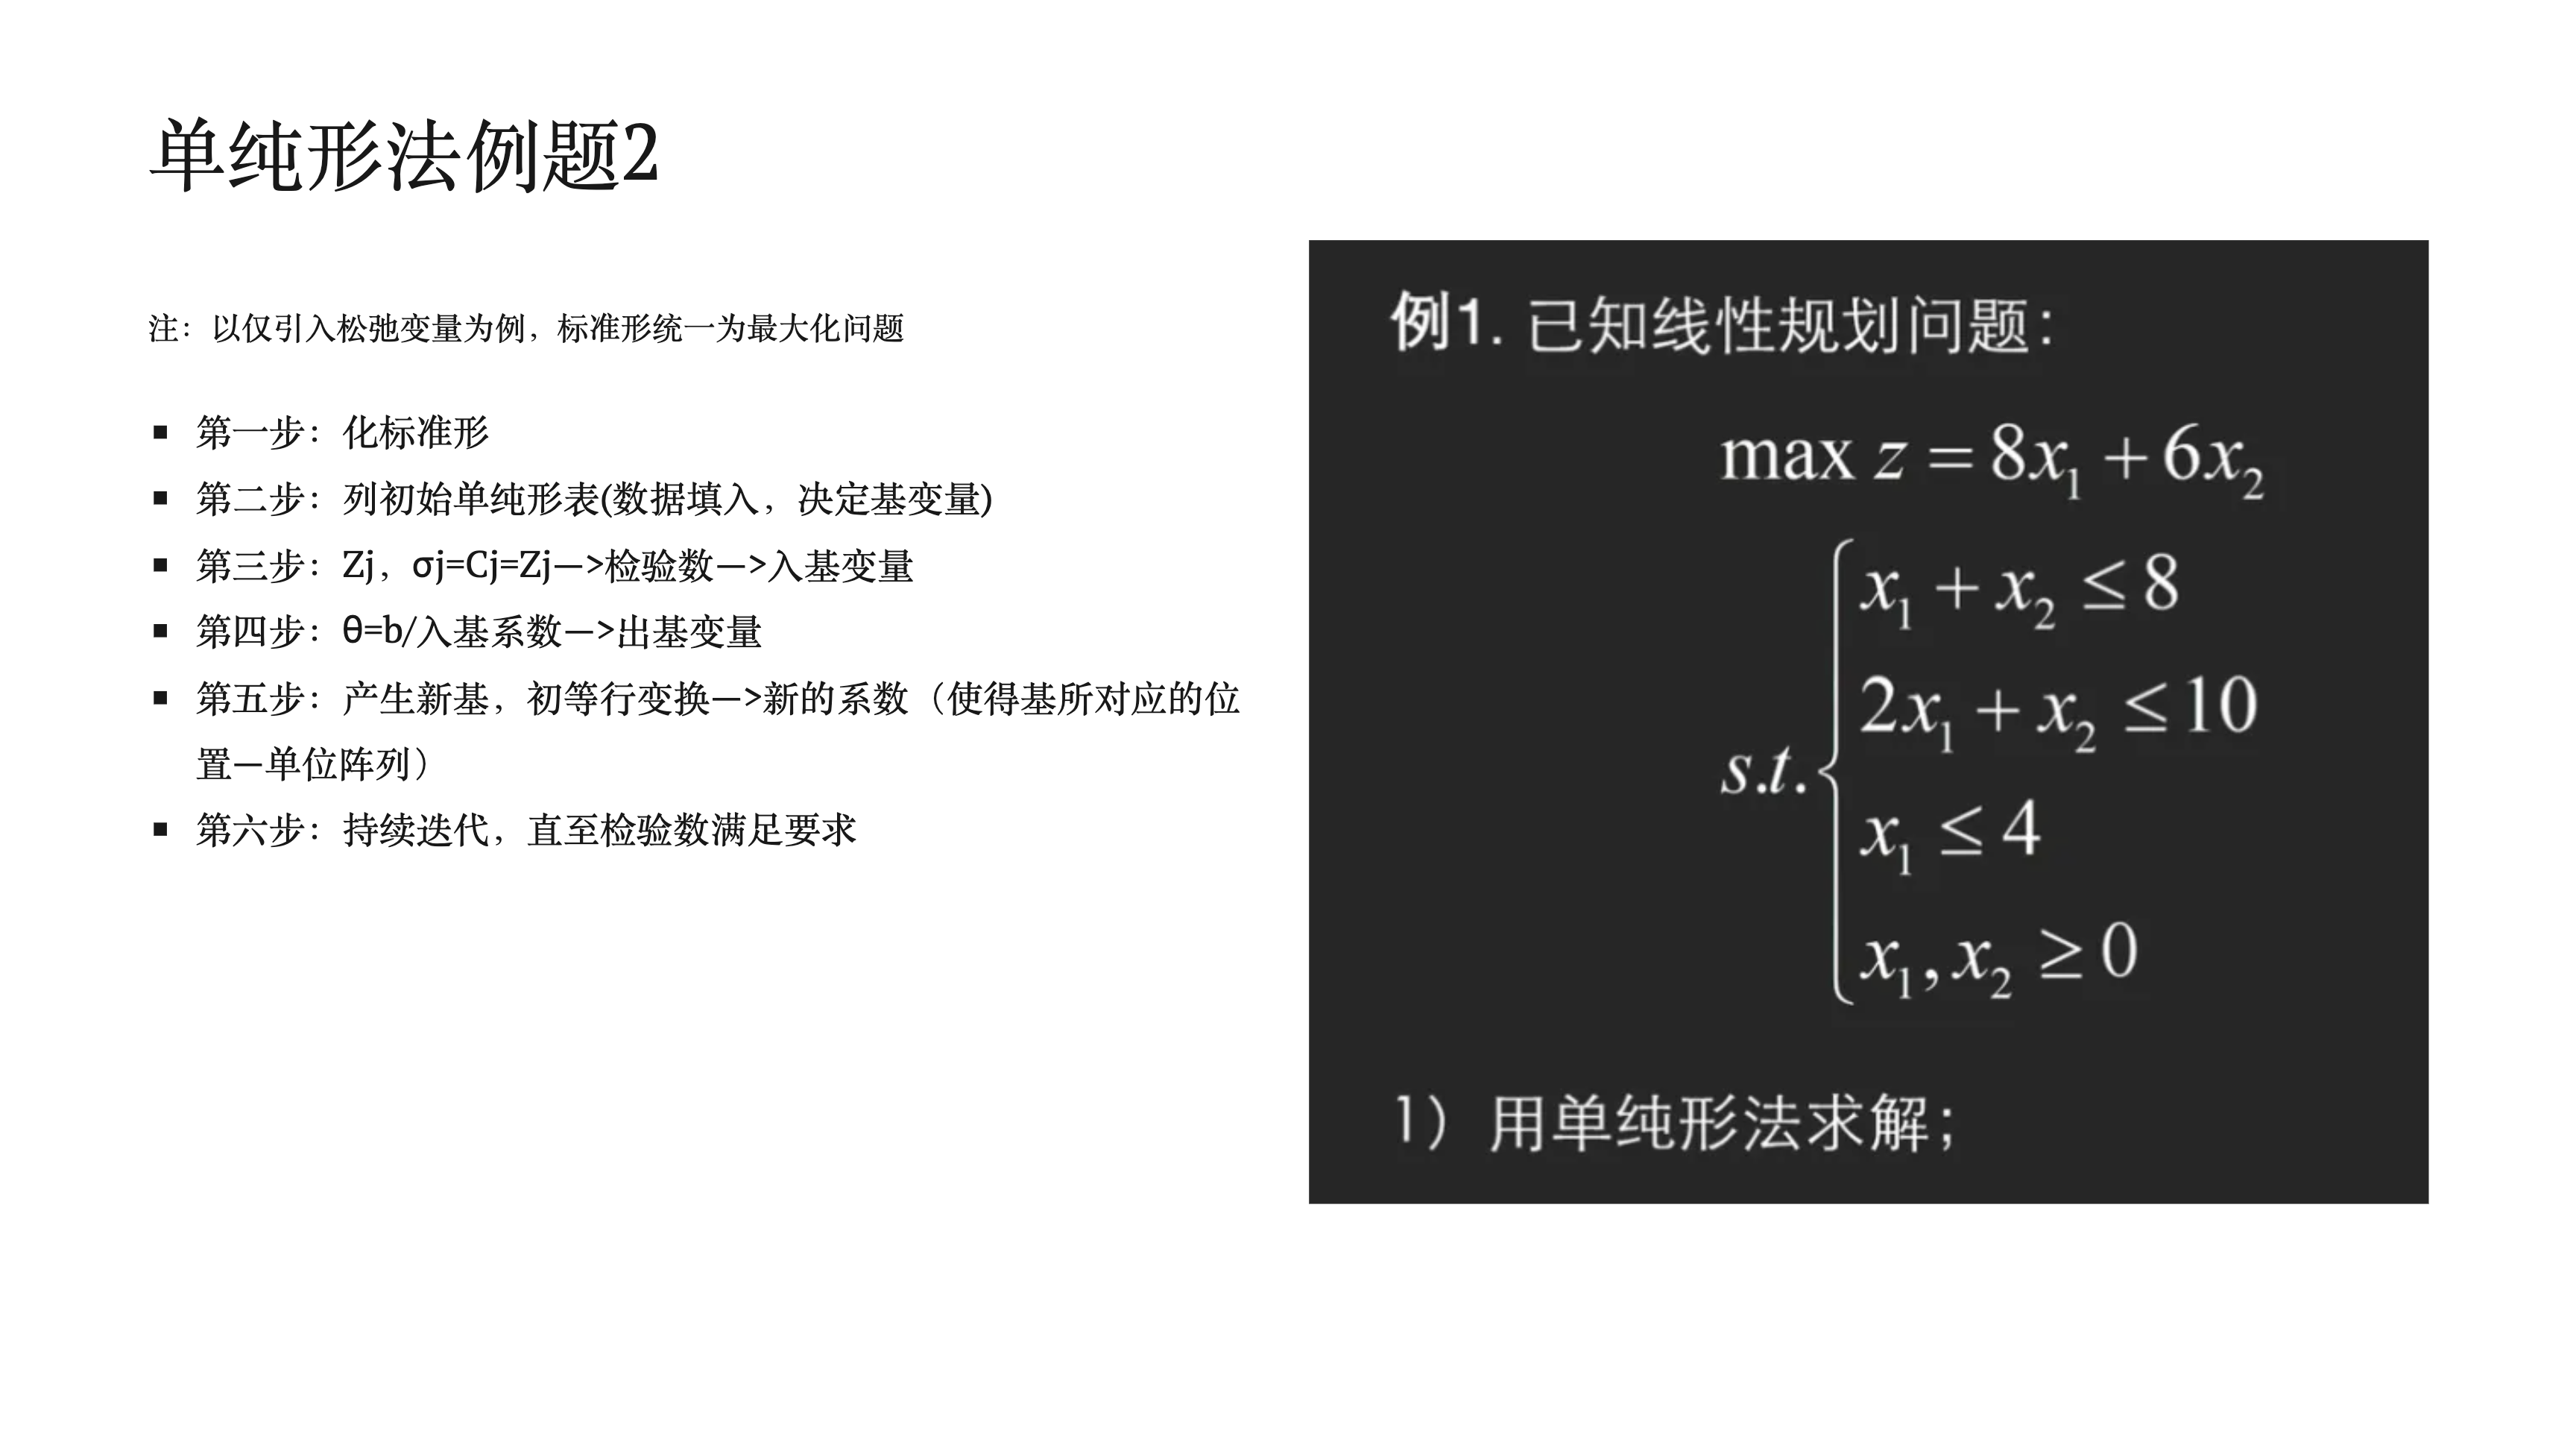 单纯形法例题2
注：以仅引入松弛变量为例，标准形统一为最大化问题
▪ 第一步：化标准形
▪ 第二步：列初始单纯形表(数据填入，决定基变量)
▪ 第三步：Zj，σj=Cj=Zj—>检验数—>入基变量
▪ 第四步：θ=b/入基系数—>出基变量
▪ 第五步：产生新基，初等行变换—>新的系数（使得基所对应的位
置—单位阵列）
▪ 第六步：持续迭代，直至检验数满足要求
例1. 已知线性规划问题：
max z = 8x₁ + 6x₂
x₁ + x₂ ≤ 8
2x₁ + x₂ ≤ 10
s.t.
x₁ ≤ 4
x₁, x₂ ≥ 0
1）用单纯形法求解；